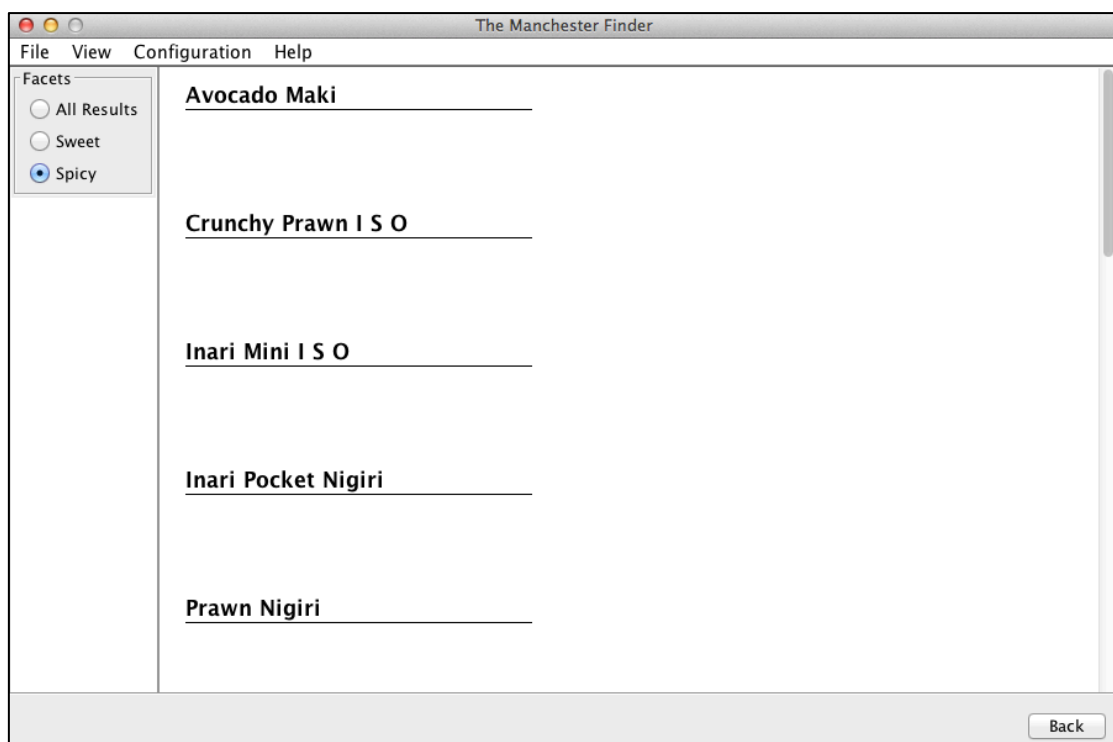 The Manchester Finder
File View Configuration Help
Facets
All Results
Sweet
Spicy
Avocado Maki
Crunchy Prawn I S O
Inari Mini I S O
Inari Pocket Nigiri
Prawn Nigiri
Back